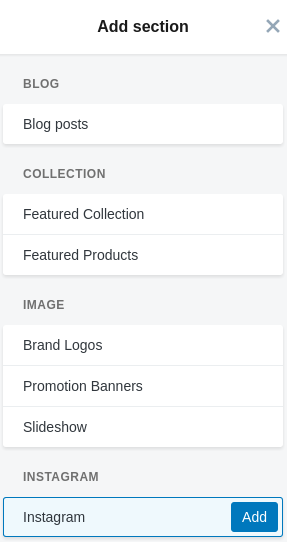 Add section
BLOG
Blog posts
COLLECTION
Featured Collection
Featured Products
IMAGE
Brand Logos
Promotion Banners
Slideshow
INSTAGRAM
Instagram Add